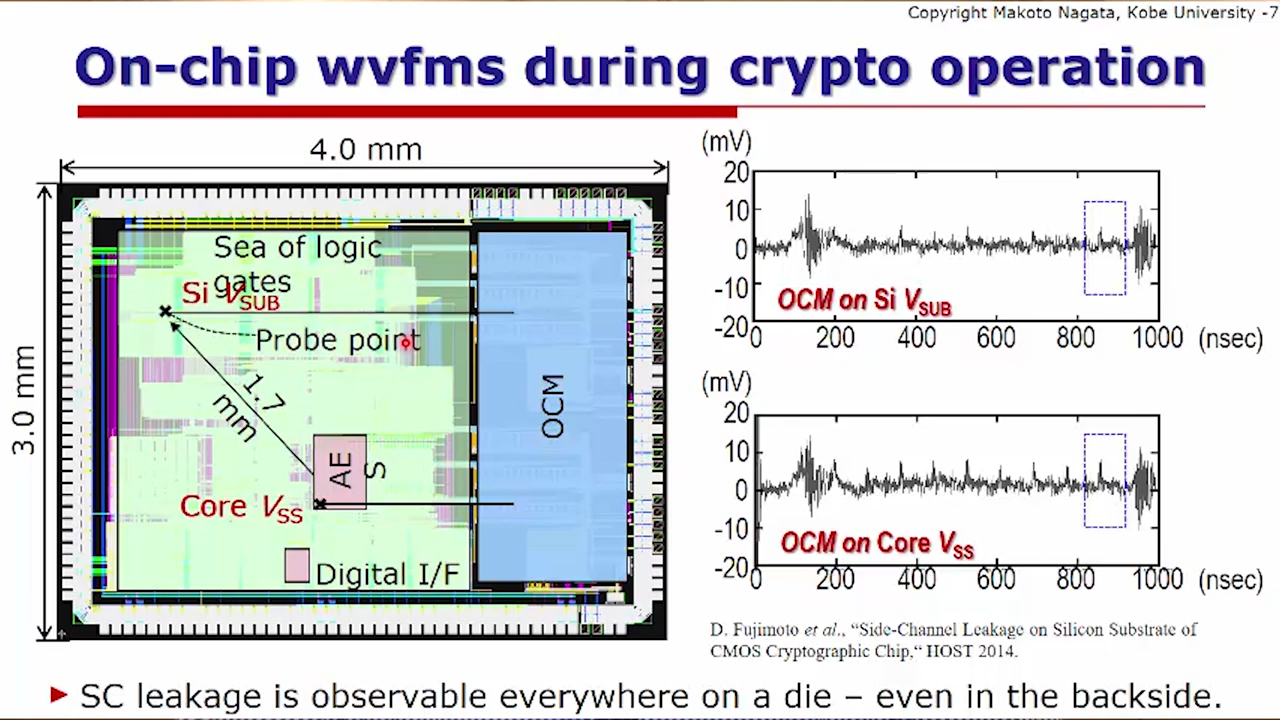 Copyright Makoto Nagata, Kobe University -7
On-chip wvfms during crypto operation
4.0 mm
3.0 mm
Sea of logic
gates
Si VSUB
Probe point
1.7
mm
AE
S
Core VSS
Digital I/F
OCM
(mV)
20
10
0
-10
-20
OCM on Si VSUB
0 200 400 600 800 1000 (nsec)
(mV)
20
10
0
-10
-20
OCM on Core VSS
0 200 400 600 800 1000 (nsec)
D. Fujimoto et al., “Side-Channel Leakage on Silicon Substrate of
CMOS Cryptographic Chip,“ HOST 2014.
SC leakage is observable everywhere on a die – even in the backside.